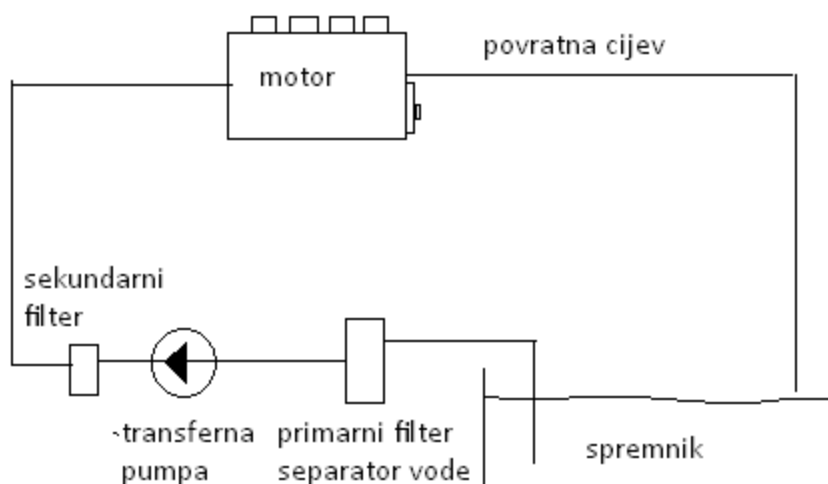 povratna cijev
motor
sekundarni
filter
-transferna
pumpa
primarni filter
separator vode
spremnik